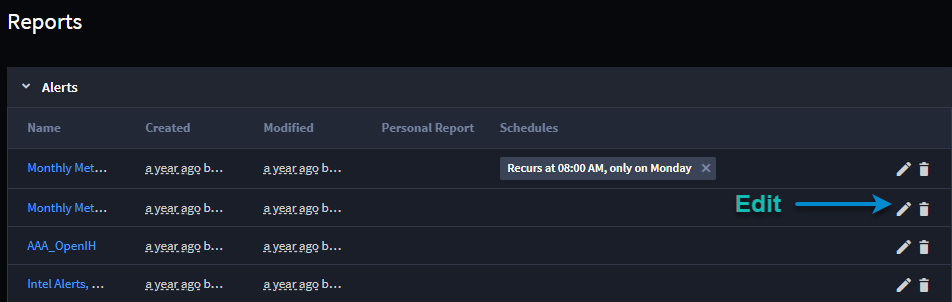 Reports
Alerts
Name Created Modified Personal Report Schedules
Monthly Met... a year ago b... a year ago b... Recurs at 08:00 AM, only on Monday ×
Monthly Met... a year ago b... a year ago b... Edit
AAA_OpenIH a year ago b... a year ago b...
Intel Alerts, ... a year ago b... a year ago b...